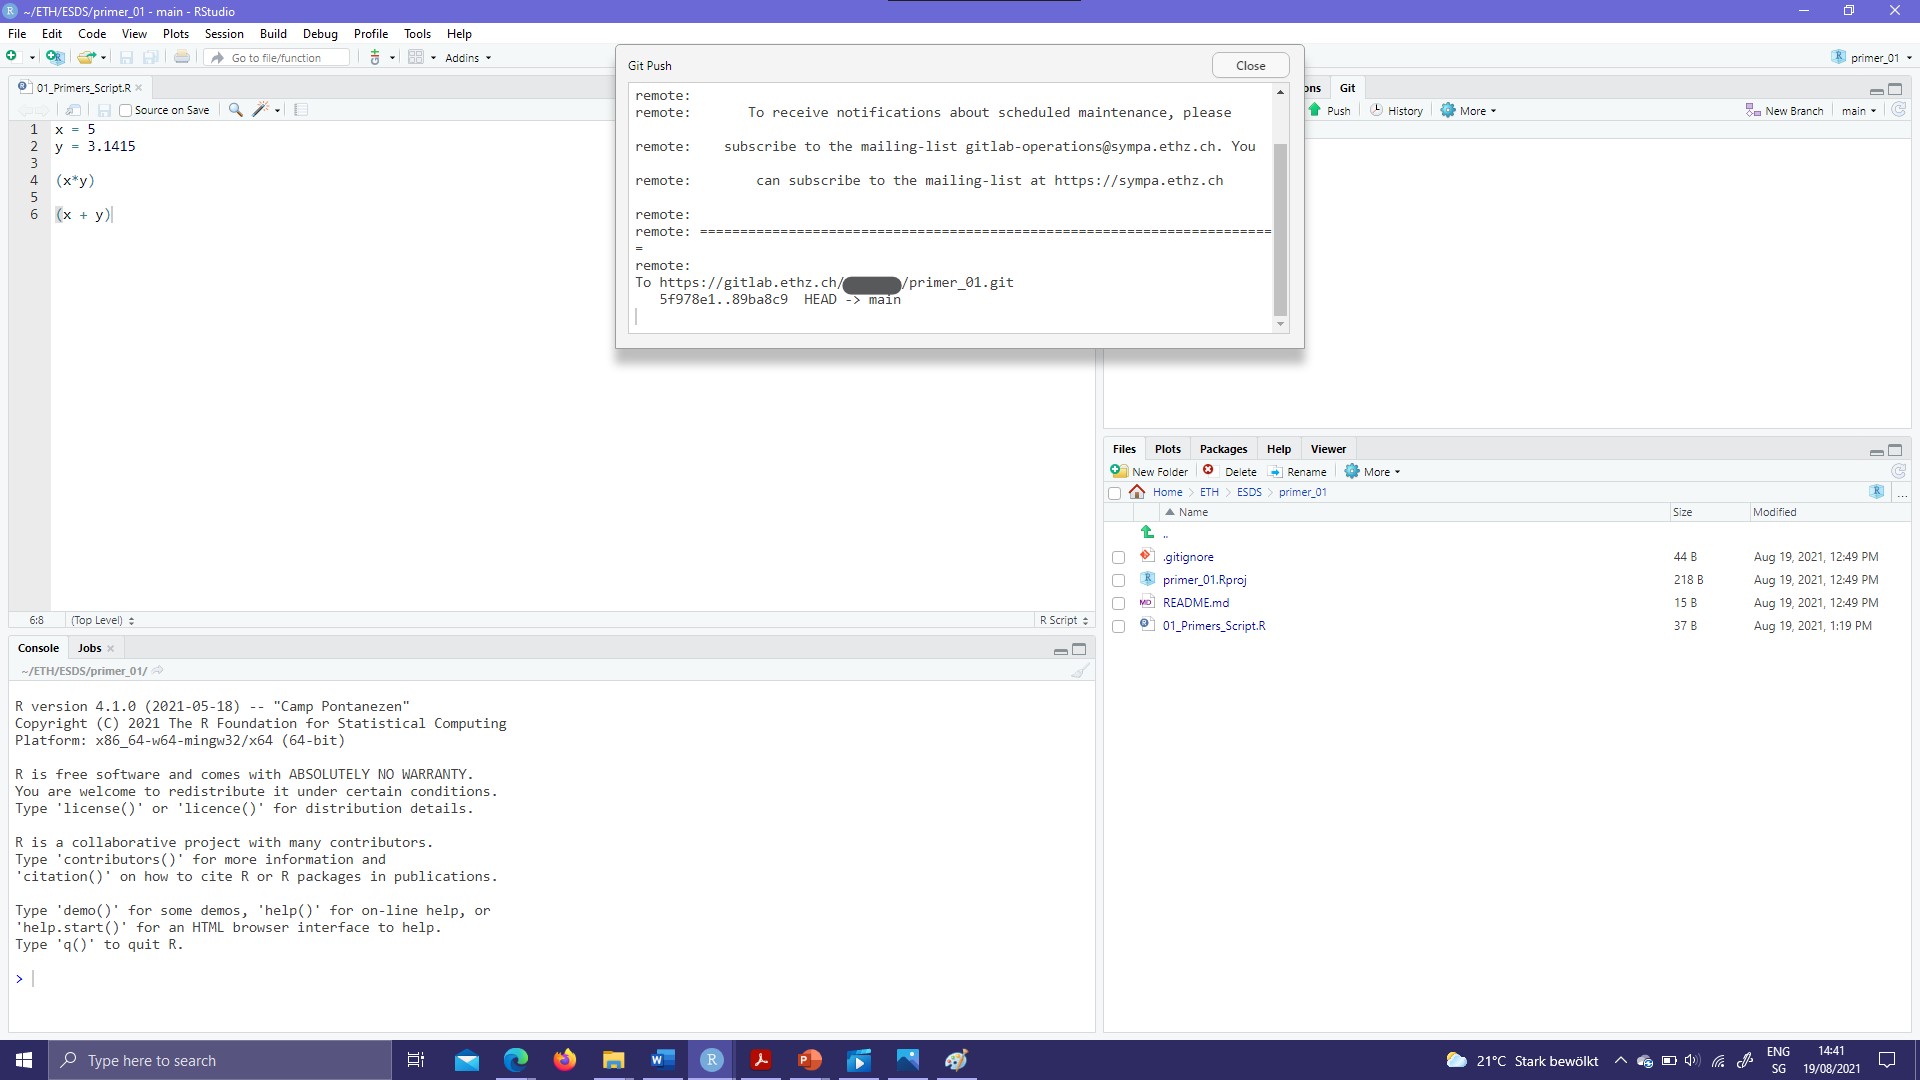 ~/ETH/ESDS/primer_01 - main - RStudio
File Edit Code View Plots Session Build Debug Profile Tools Help
Go to file/function
Addins
primer_01
01_Primers_Script.R
Source on Save
1 x = 5
2 y = 3.1415
3
4 (x*y)
5
6 (x + y)
6:8 (Top Level) R Script
Git Push
Close
remote:
remote: To receive notifications about scheduled maintenance, please
remote: subscribe to the mailing-list gitlab-operations@sympa.ethz.ch. You
remote: can subscribe to the mailing-list at https://sympa.ethz.ch
remote:
remote: =======================================================================
=
remote:
To https://gitlab.ethz.ch/ /primer_01.git
5f978e1..89ba8c9 HEAD -> main
ons Git
Push History More New Branch main
Console Jobs
~/ETH/ESDS/primer_01/
R version 4.1.0 (2021-05-18) -- "Camp Pontanezen"
Copyright (C) 2021 The R Foundation for Statistical Computing
Platform: x86_64-w64-mingw32/x64 (64-bit)
R is free software and comes with ABSOLUTELY NO WARRANTY.
You are welcome to redistribute it under certain conditions.
Type 'license()' or 'licence()' for distribution details.
R is a collaborative project with many contributors.
Type 'contributors()' for more information and
'citation()' on how to cite R or R packages in publications.
Type 'demo()' for some demos, 'help()' for on-line help, or
'help.start()' for an HTML browser interface to help.
Type 'q()' to quit R.
>
Files Plots Packages Help Viewer
New Folder Delete Rename More
Home ETH ESDS primer_01 ...
Name Size Modified
..
.gitignore 44 B Aug 19, 2021, 12:49 PM
primer_01.Rproj 218 B Aug 19, 2021, 12:49 PM
README.md 15 B Aug 19, 2021, 12:49 PM
01_Primers_Script.R 37 B Aug 19, 2021, 1:19 PM
Type here to search
21°C Stark bewölkt
ENG
SG
14:41
19/08/2021